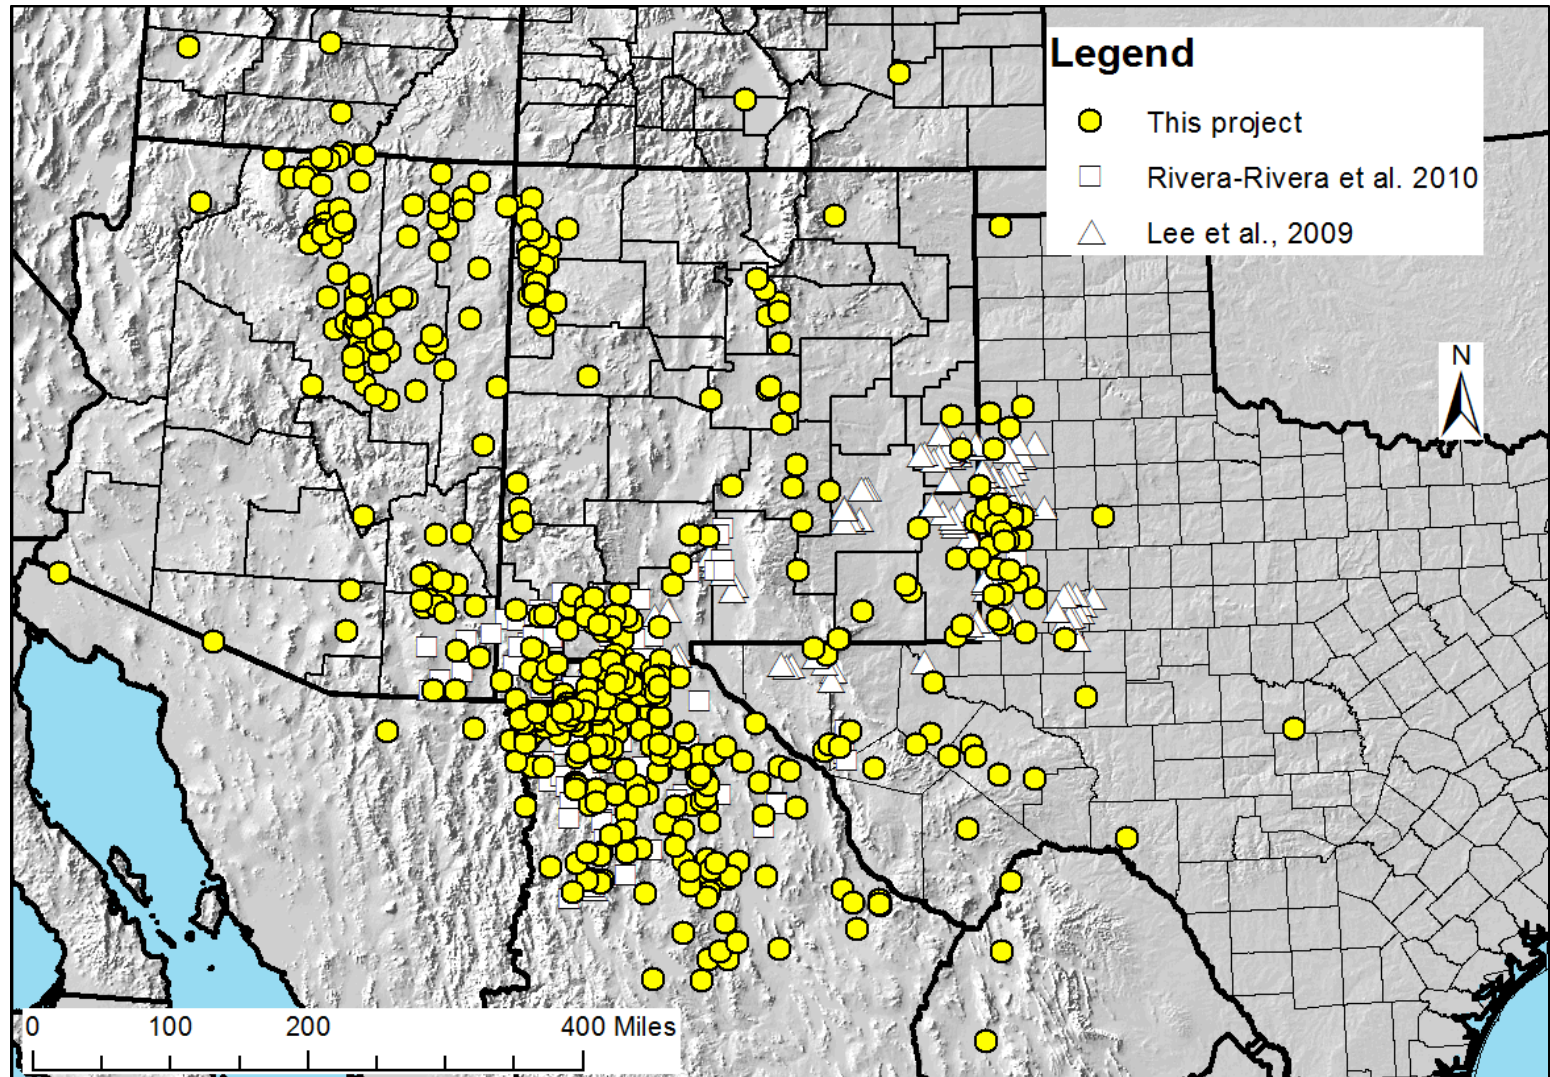 Legend
This project
Rivera-Rivera et al. 2010
Lee et al., 2009
N
0 100 200 400 Miles